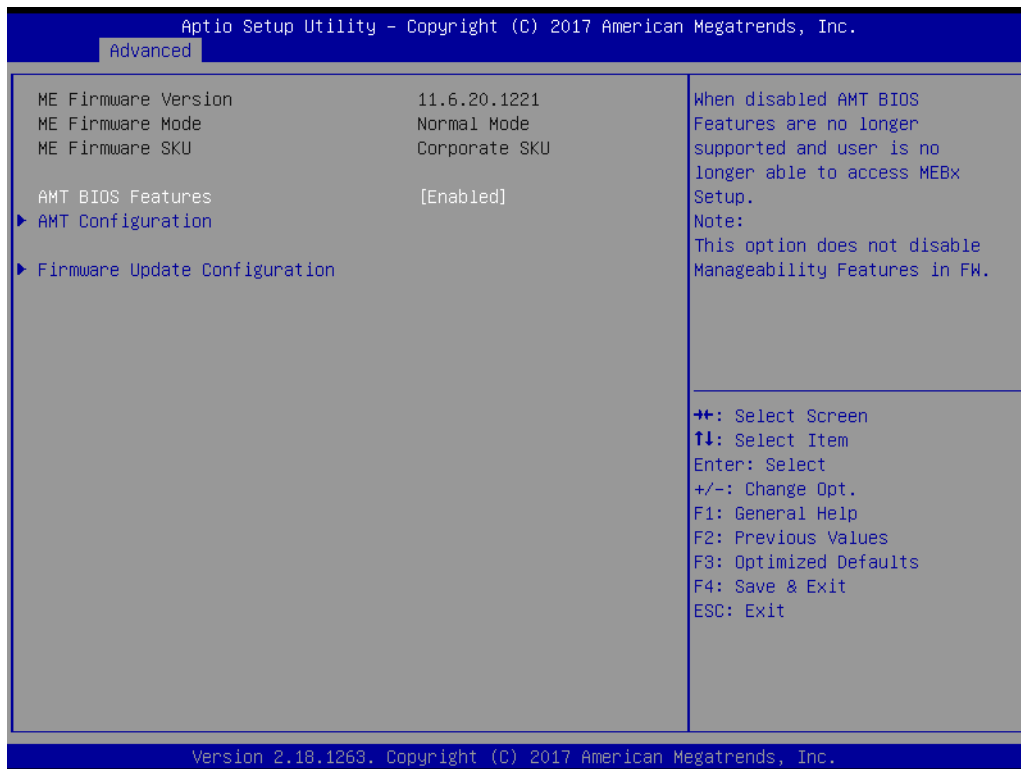 Aptio Setup Utility – Copyright (C) 2017 American Megatrends, Inc.
Advanced
ME Firmware Version 11.6.20.1221
ME Firmware Mode Normal Mode
ME Firmware SKU Corporate SKU
AMT BIOS Features [Enabled]
▶ AMT Configuration
▶ Firmware Update Configuration
When disabled AMT BIOS
Features are no longer
supported and user is no
longer able to access MEBx
Setup.
Note:
This option does not disable
Manageability Features in FW.
→←: Select Screen
↑↓: Select Item
Enter: Select
+/-: Change Opt.
F1: General Help
F2: Previous Values
F3: Optimized Defaults
F4: Save & Exit
ESC: Exit
Version 2.18.1263. Copyright (C) 2017 American Megatrends, Inc.